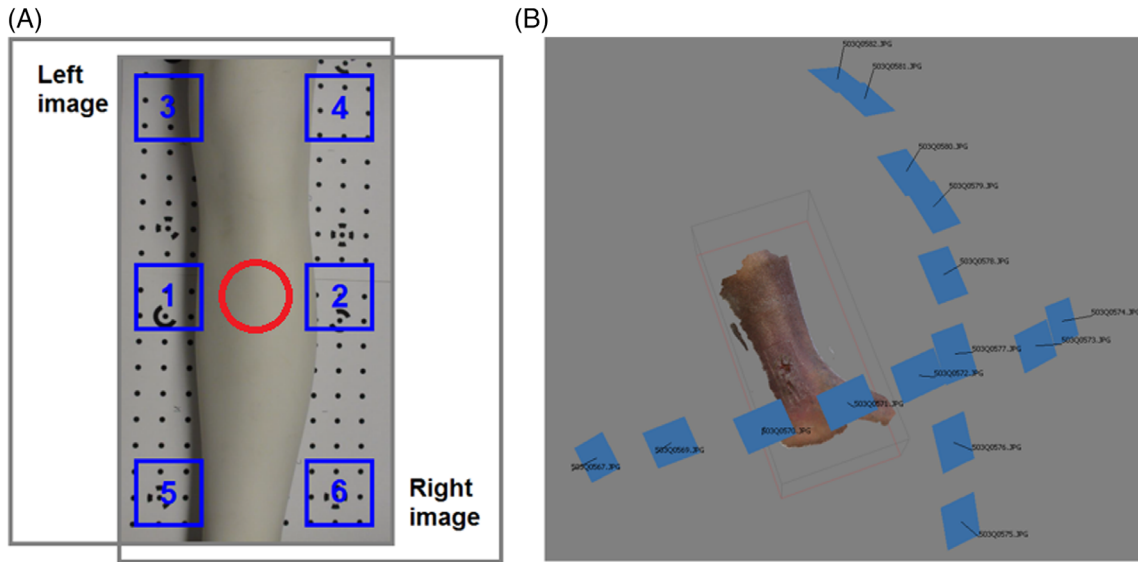 (A)
(B)
Left
image
3
4
1
2
5
6
Right
image
503Q0582.JPG
503Q0581.JPG
503Q0580.JPG
503Q0579.JPG
503Q0578.JPG
503Q0574.JPG
503Q0573.JPG
503Q0577.JPG
503Q0572.JPG
503Q0571.JPG
503Q0570.JPG
503Q0569.JPG
503Q0567.JPG
503Q0576.JPG
503Q0575.JPG